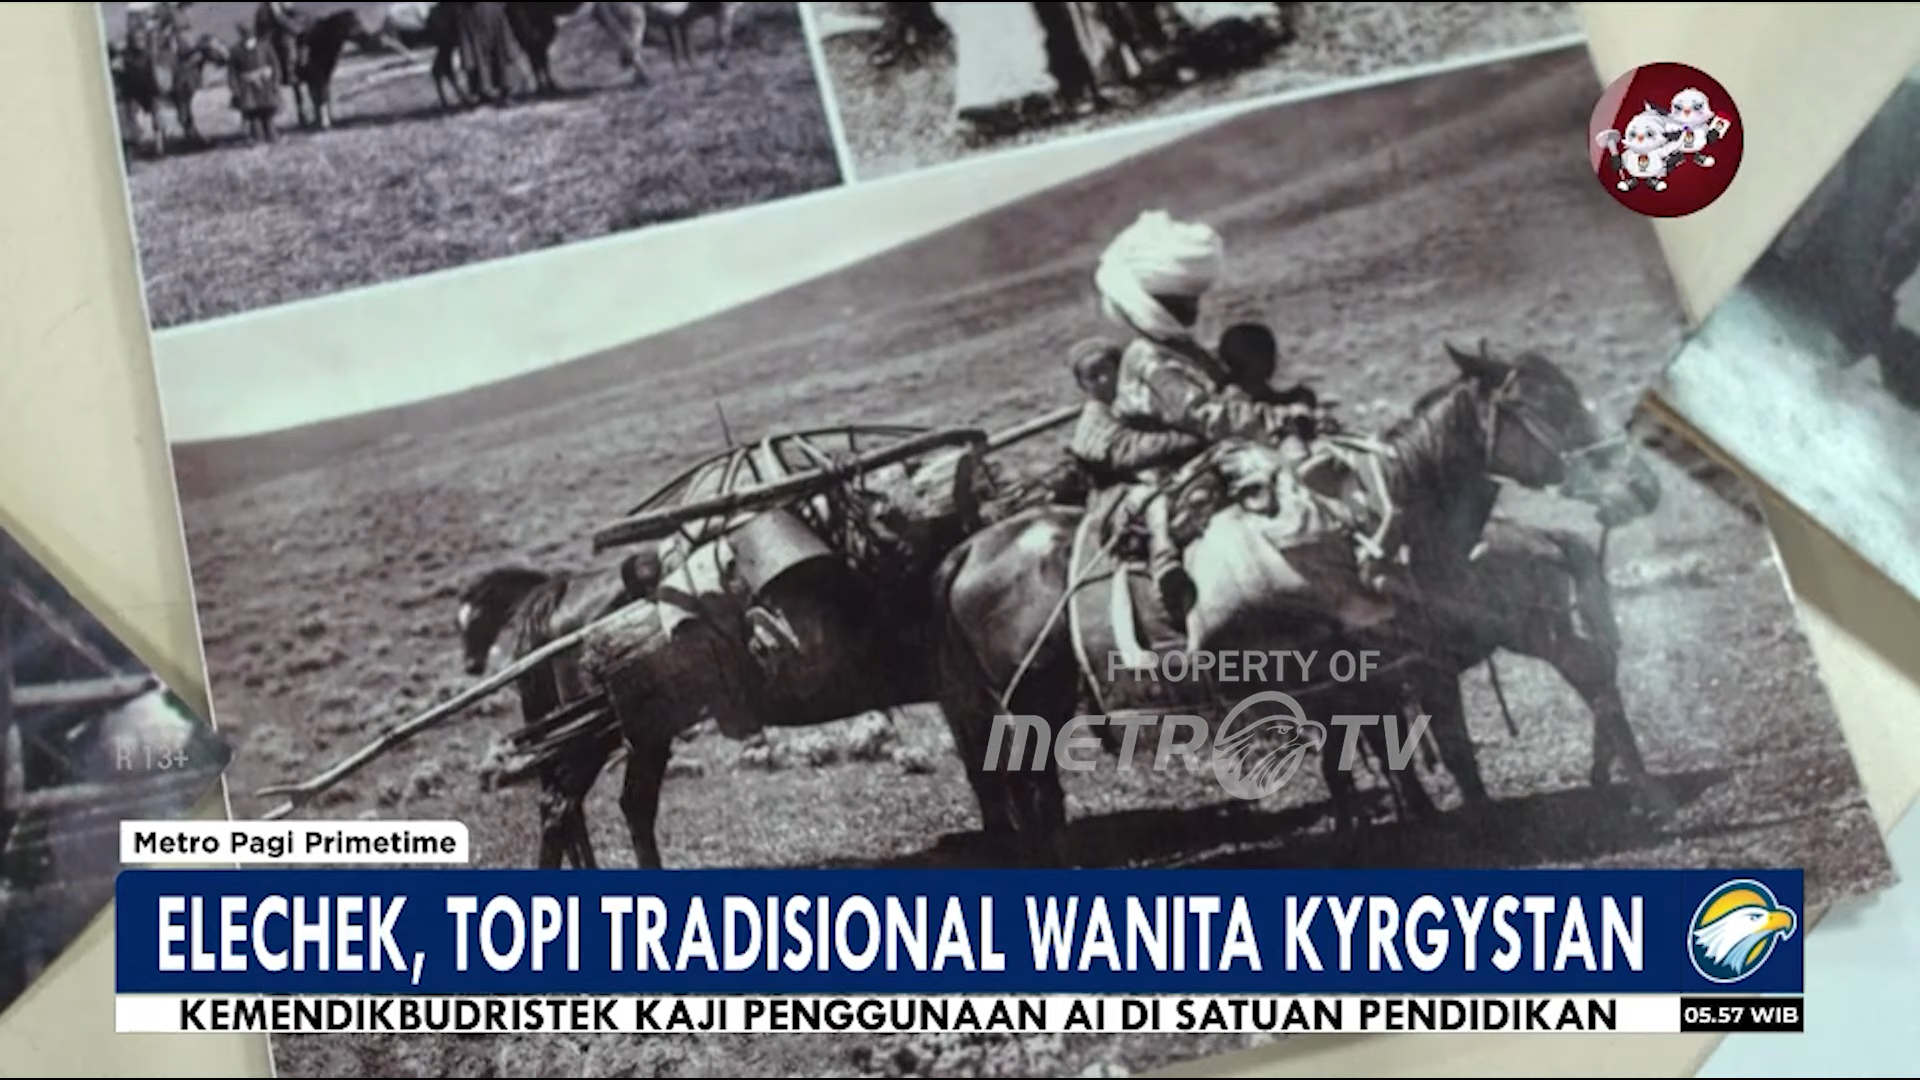 PROPERTY OF
METRO TV
R 13+
Metro Pagi Primetime
ELECHEK, TOPI TRADISIONAL WANITA KYRGYSTAN
KEMENDIKBUDRISTEK KAJI PENGGUNAAN AI DI SATUAN PENDIDIKAN
05.57 WIB